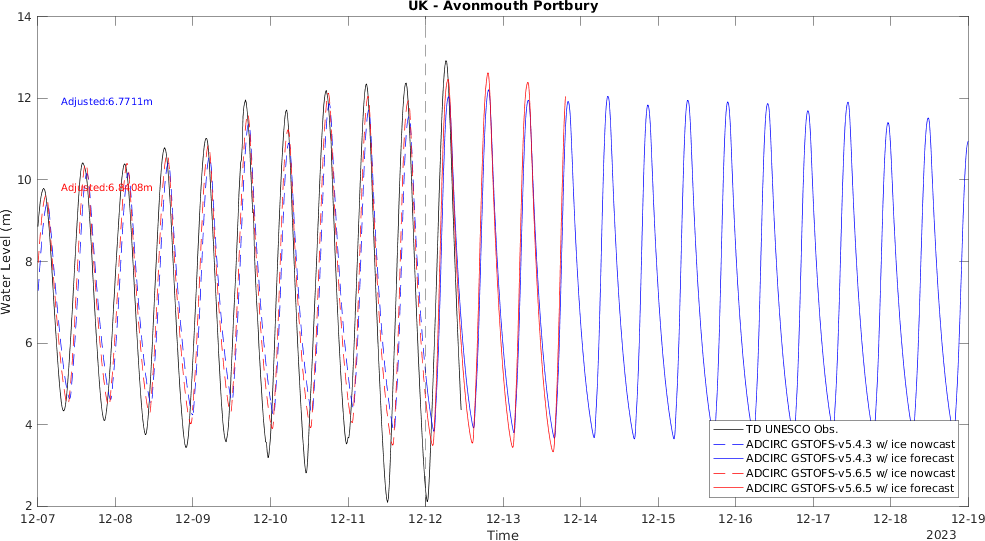 UK - Avonmouth Portbury
14
12
10
8
6
4
2
Water Level (m)
Adjusted:6.7711m
Adjusted:6.8408m
TD UNESCO Obs.
ADCIRC GSTOFS-v5.4.3 w/ ice nowcast
ADCIRC GSTOFS-v5.4.3 w/ ice forecast
ADCIRC GSTOFS-v5.6.5 w/ ice nowcast
ADCIRC GSTOFS-v5.6.5 w/ ice forecast
12-07 12-08 12-09 12-10 12-11 12-12 12-13 12-14 12-15 12-16 12-17 12-18 12-19
Time
2023